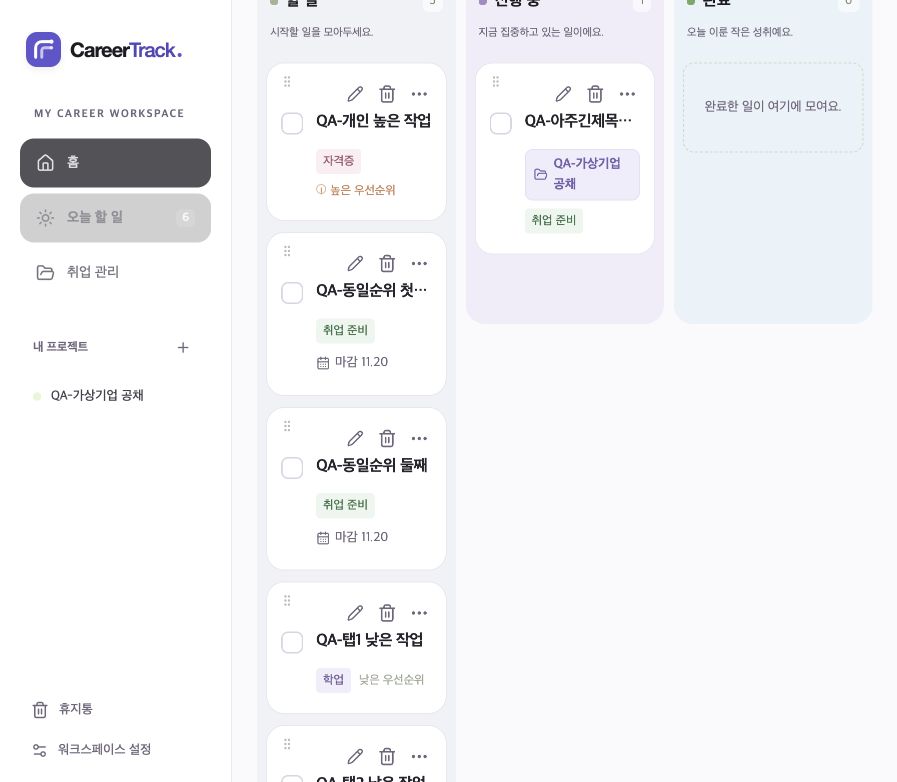 CareerTrack.
MY CAREER WORKSPACE
홈
오늘 할 일 6
취업 관리
내 프로젝트 +
QA-가상기업 공채
휴지통
워크스페이스 설정
시작할 일을 모아두세요.
QA-개인 높은 작업
자격증
높은 우선순위
QA-동일순위 첫…
취업 준비
마감 11.20
QA-동일순위 둘째
취업 준비
마감 11.20
QA-탭1 낮은 작업
학업 낮은 우선순위
QA-탭2 낮은 작업
진행 중 1
지금 집중하고 있는 일이에요.
QA-아주긴제목…
QA-가상기업
공채
취업 준비
완료 0
오늘 이룬 작은 성취예요.
완료한 일이 여기에 모여요.